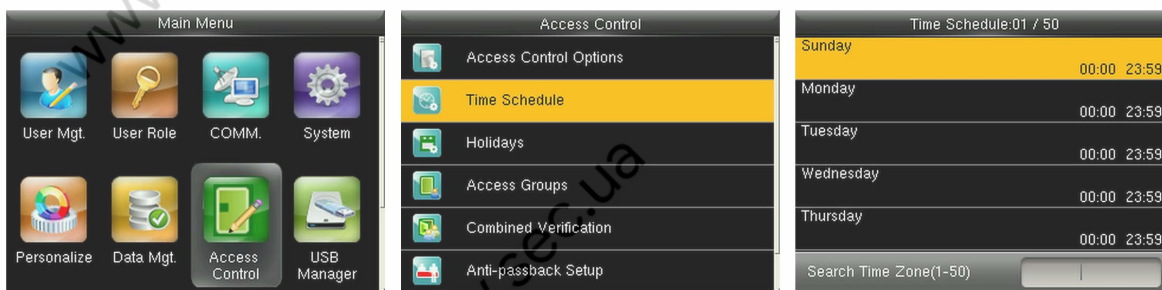 Main Menu
User Mgt.
User Role
COMM.
System
Personalize
Data Mgt.
Access
Control
USB
Manager
Access Control
Access Control Options
Time Schedule
Holidays
Access Groups
Combined Verification
Anti-passback Setup
Time Schedule:01 / 50
Sunday
00:00 23:59
Monday
00:00 23:59
Tuesday
00:00 23:59
Wednesday
00:00 23:59
Thursday
00:00 23:59
Search Time Zone(1-50)
www
sec.ua